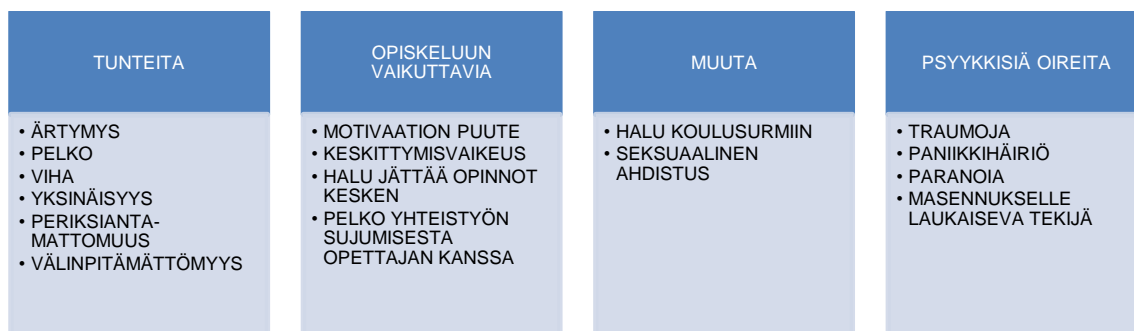 TUNTEITA
• ÄRTYMYS
• PELKO
• VIHA
• YKSINÄISYYS
• PERIKSIANTA-
MATTOMUUS
• VÄLINPITÄMÄTTÖMYYS
OPISKELUUN
VAIKUTTAVIA
• MOTIVAATION PUUTE
• KESKITTYMISVAIKEUS
• HALU JÄTTÄÄ OPINNOT
KESKEN
• PELKO YHTEISTYÖN
SUJUMISESTA
OPETTAJAN KANSSA
MUUTA
• HALU KOULUSURMIIN
• SEKSUAALINEN
AHDISTUS
PSYYKKISIÄ OIREITA
• TRAUMOJA
• PANIIKKIHÄIRIÖ
• PARANOIA
• MASENNUKSELLE
LAUKAISEVA TEKIJÄ